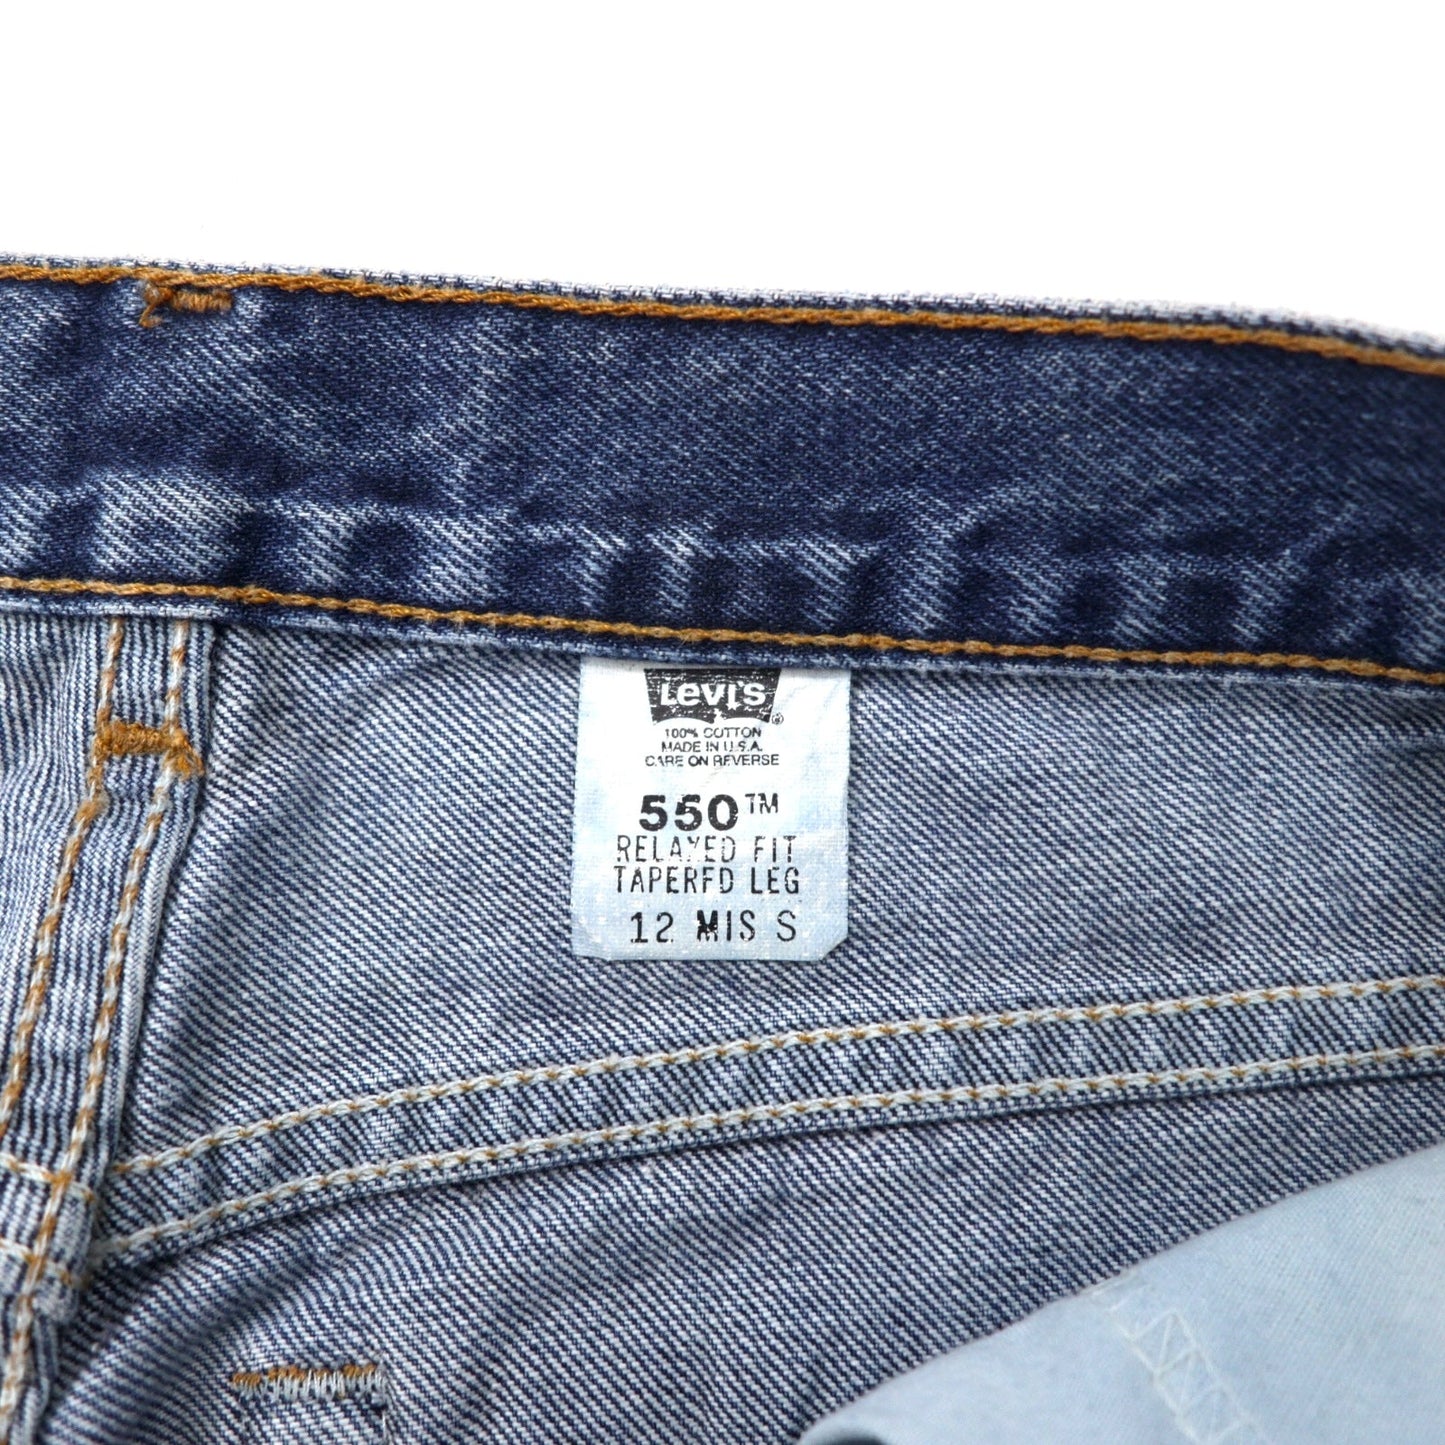 Levi's ®
100% COTTON
MADE IN U.S.A.
CARE ON REVERSE
550™
RELAXED FIT
TAPERED LEG
12 MIS S